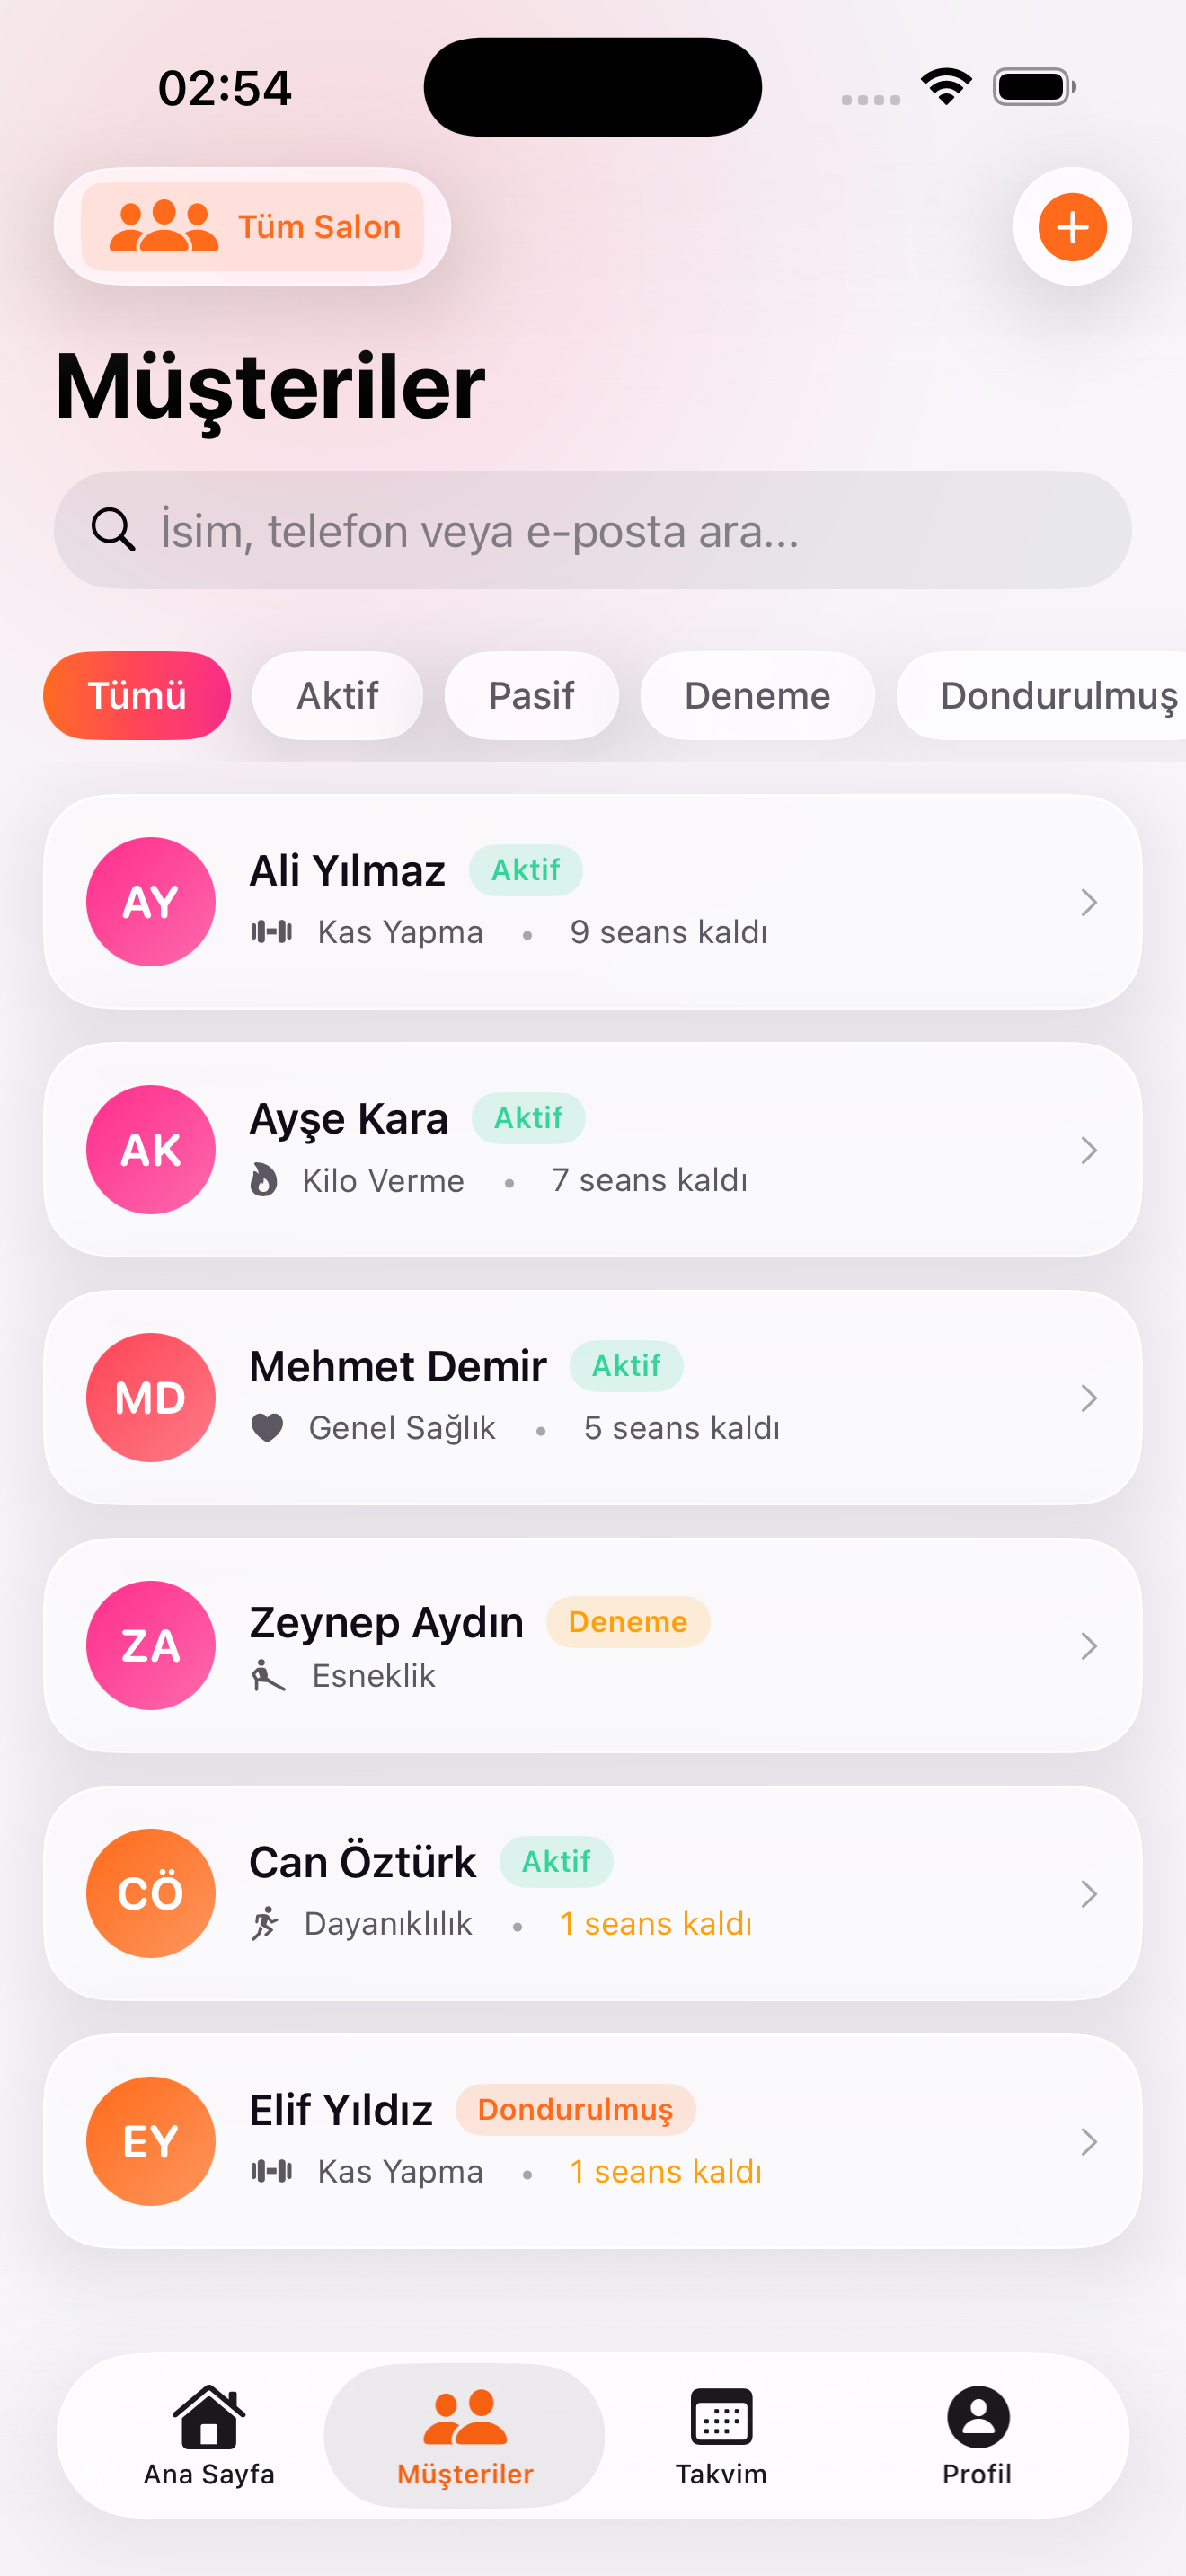 02:54
Tüm Salon
Müşteriler
İsim, telefon veya e-posta ara...
Tümü Aktif Pasif Deneme Dondurulmuş
AY
Ali Yılmaz Aktif
Kas Yapma • 9 seans kaldı
AK
Ayşe Kara Aktif
Kilo Verme • 7 seans kaldı
MD
Mehmet Demir Aktif
Genel Sağlık • 5 seans kaldı
ZA
Zeynep Aydın Deneme
Esneklik
CÖ
Can Öztürk Aktif
Dayanıklılık • 1 seans kaldı
EY
Elif Yıldız Dondurulmuş
Kas Yapma • 1 seans kaldı
Ana Sayfa Müşteriler Takvim Profil